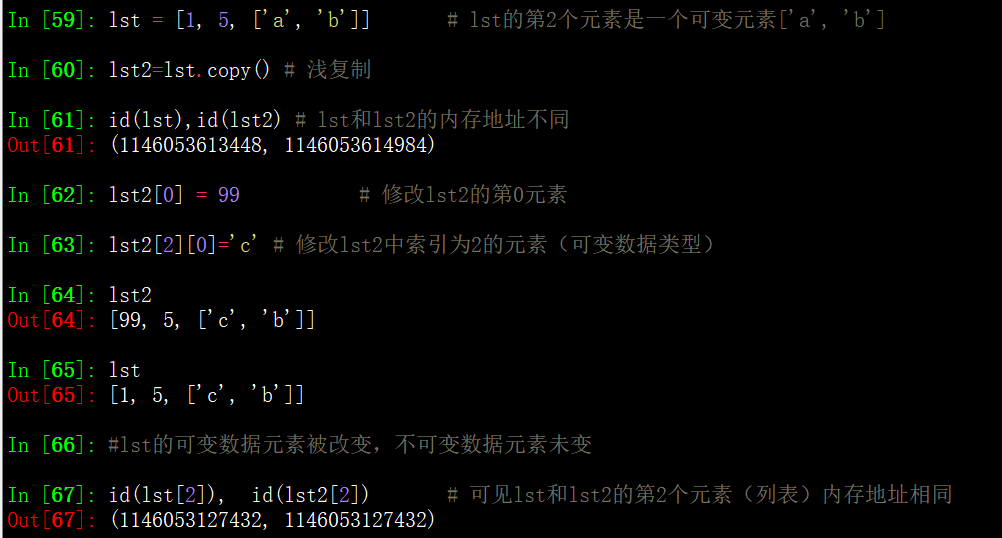 In [59]: lst = [1, 5, ['a', 'b']] # lst的第2个元素是一个可变元素['a', 'b']
In [60]: lst2=lst.copy() # 浅复制
In [61]: id(lst),id(lst2) # lst和lst2的内存地址不同
Out[61]: (1146053613448, 1146053614984)
In [62]: lst2[0] = 99 # 修改lst2的第0元素
In [63]: lst2[2][0]='c' # 修改lst2中索引为2的元素（可变数据类型）
In [64]: lst2
Out[64]: [99, 5, ['c', 'b']]
In [65]: lst
Out[65]: [1, 5, ['c', 'b']]
In [66]: #lst的可变数据元素被改变，不可变数据元素未变
In [67]: id(lst[2]), id(lst2[2]) # 可见lst和lst2的第2个元素（列表）内存地址相同
Out[67]: (1146053127432, 1146053127432)